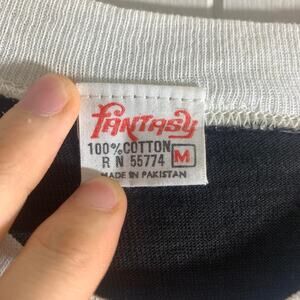 FANTASY
100% COTTON
R N 55774 M
MADE IN PAKISTAN